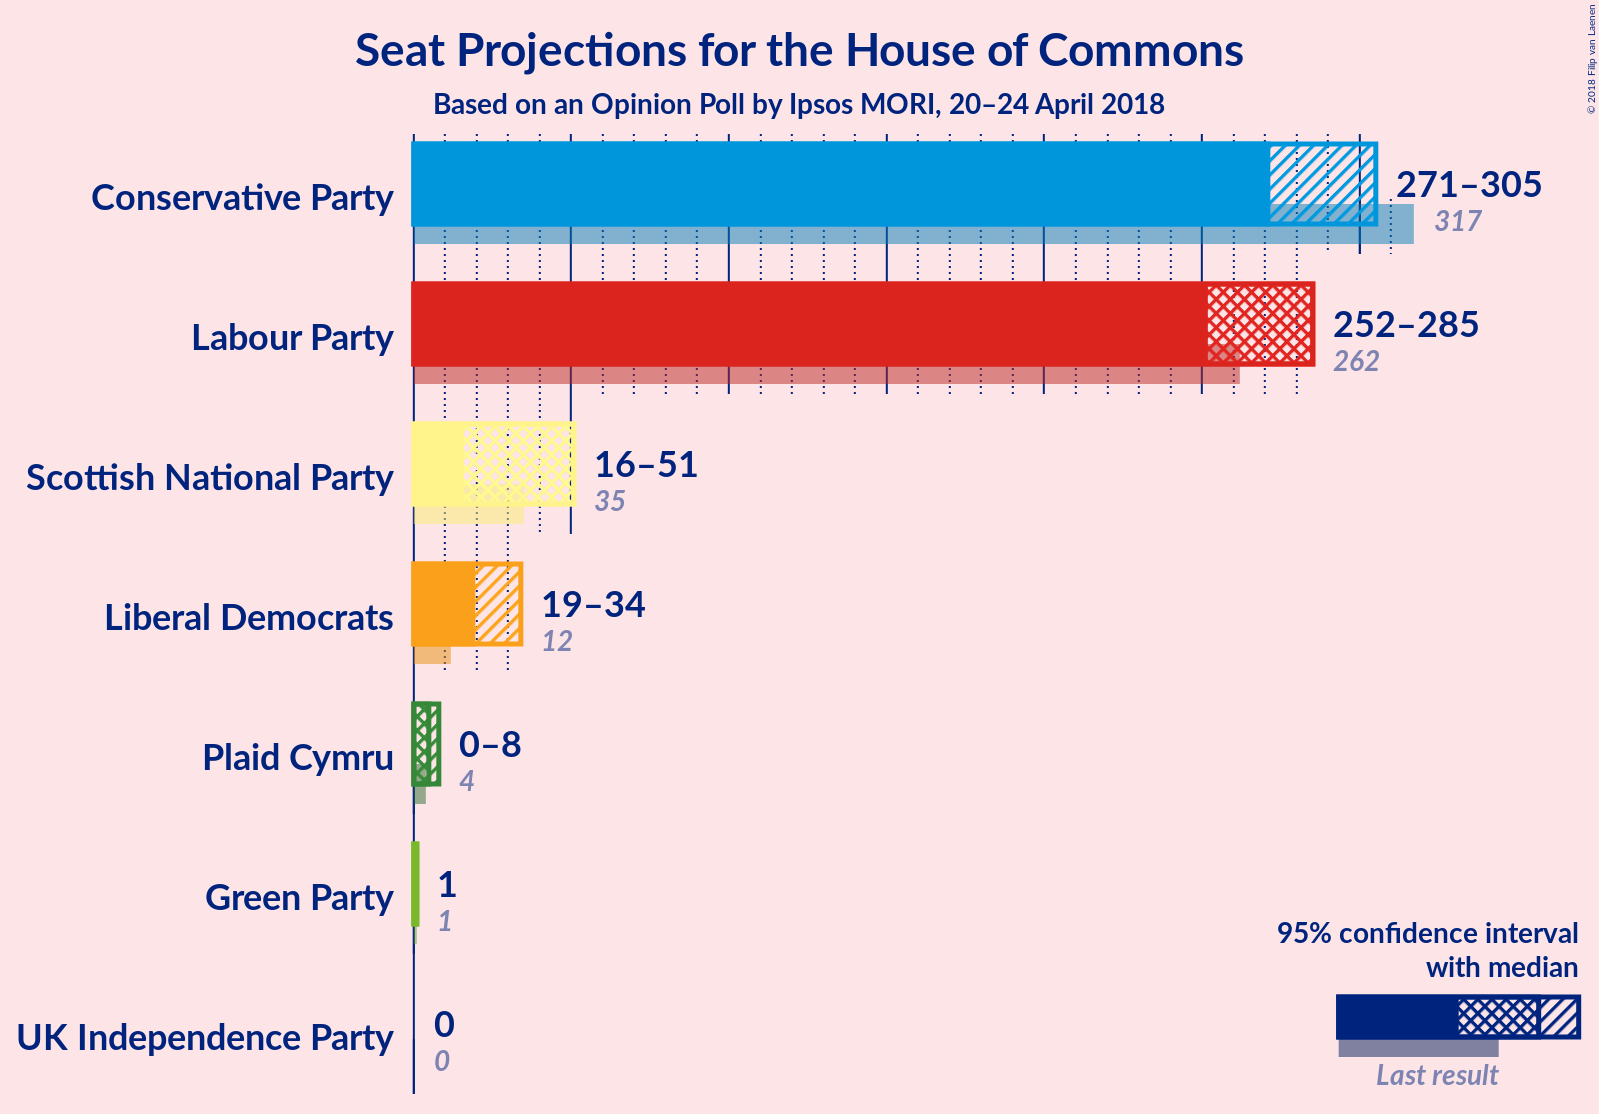 Seat Projections for the House of Commons
Based on an Opinion Poll by Ipsos MORI, 20–24 April 2018
© 2018 Filip van Laenen
Conservative Party
271–305
317
Labour Party
252–285
262
Scottish National Party
16–51
35
Liberal Democrats
19–34
12
Plaid Cymru
0–8
4
Green Party
1
1
UK Independence Party
0
0
95% confidence interval
with median
Last result